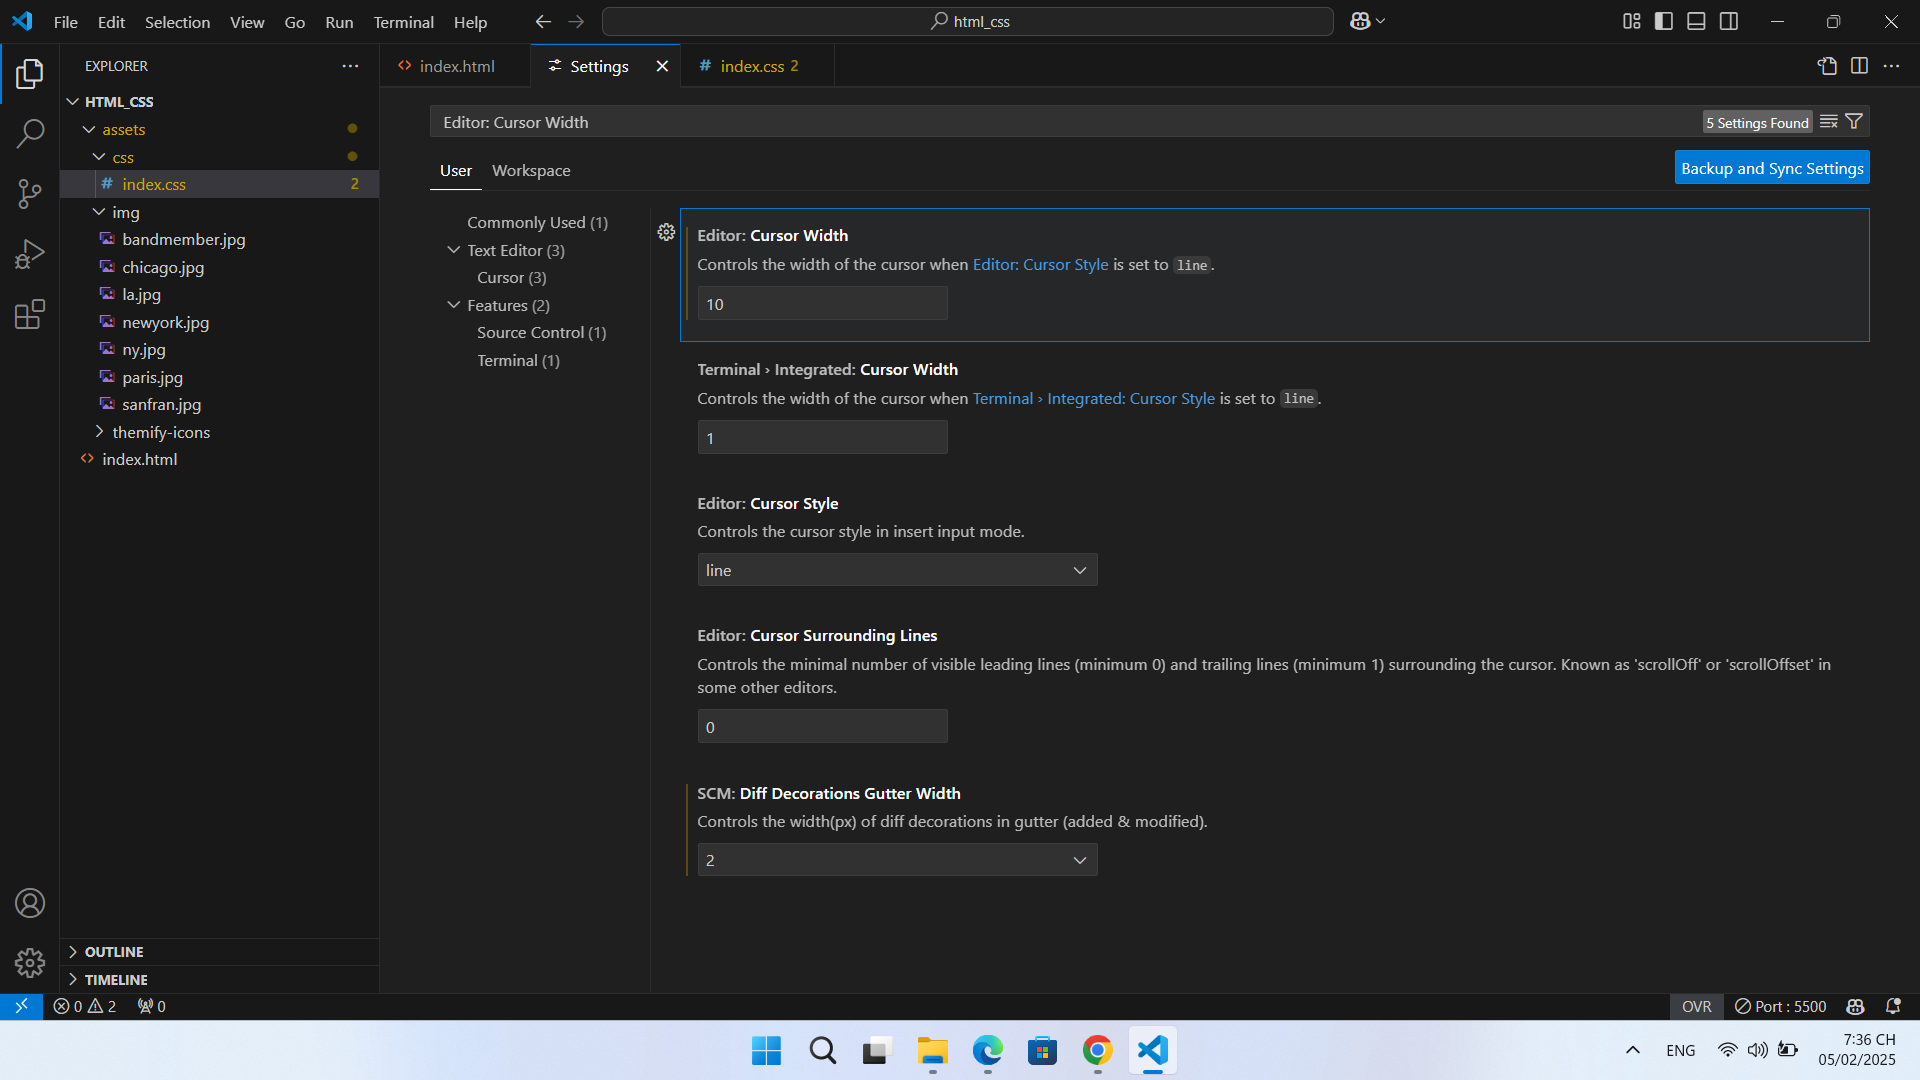 File Edit Selection View Go Run Terminal Help
html_css
EXPLORER
HTML_CSS
assets
css
# index.css 2
img
bandmember.jpg
chicago.jpg
la.jpg
newyork.jpg
ny.jpg
paris.jpg
sanfran.jpg
themify-icons
<> index.html
OUTLINE
TIMELINE
<> index.html
Settings
# index.css 2
Editor: Cursor Width
5 Settings Found
User Workspace
Backup and Sync Settings
Commonly Used (1)
Text Editor (3)
Cursor (3)
Features (2)
Source Control (1)
Terminal (1)
Editor: Cursor Width
Controls the width of the cursor when Editor: Cursor Style is set to line.
10
Terminal › Integrated: Cursor Width
Controls the width of the cursor when Terminal › Integrated: Cursor Style is set to line.
1
Editor: Cursor Style
Controls the cursor style in insert input mode.
line
Editor: Cursor Surrounding Lines
Controls the minimal number of visible leading lines (minimum 0) and trailing lines (minimum 1) surrounding the cursor. Known as 'scrollOff' or 'scrollOffset' in
some other editors.
0
SCM: Diff Decorations Gutter Width
Controls the width(px) of diff decorations in gutter (added & modified).
2
0 2 0
OVR Port : 5500
ENG
7:36 CH
05/02/2025